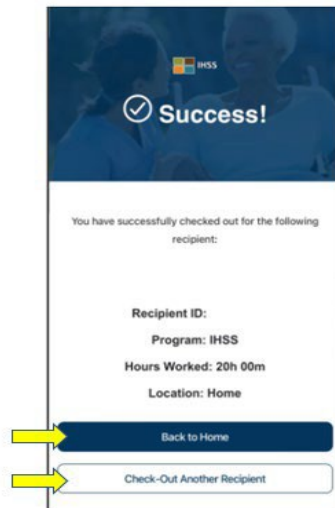 IHSS
Success!
You have successfully checked out for the following
recipient:
Recipient ID:
Program: IHSS
Hours Worked: 20h 00m
Location: Home
Back to Home
Check-Out Another Recipient